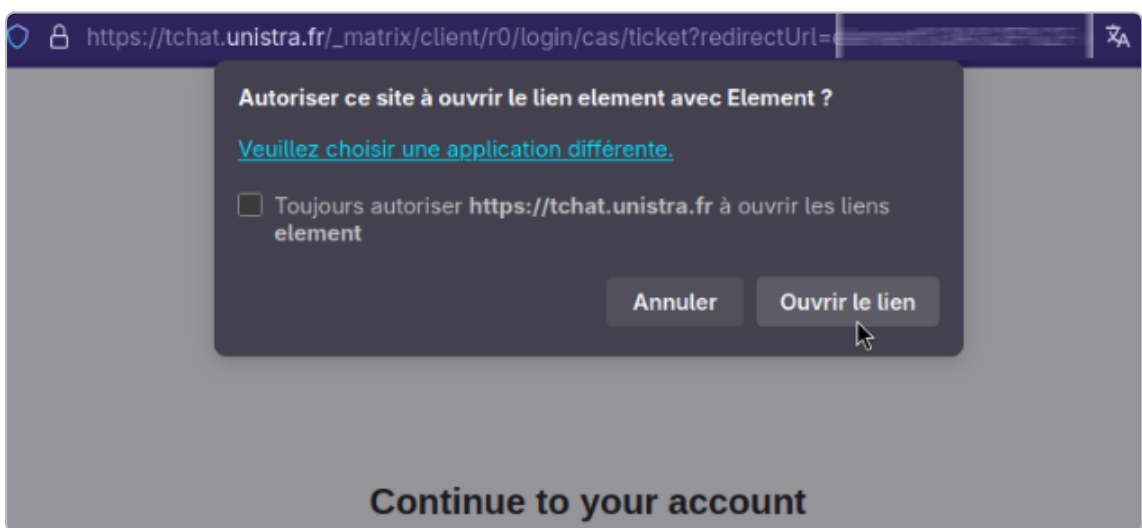 https://tchat.unistra.fr/_matrix/client/r0/login/cas/ticket?redirectUrl=
Autoriser ce site à ouvrir le lien element avec Element ?
Veuillez choisir une application différente.
Toujours autoriser https://tchat.unistra.fr à ouvrir les liens
element
Annuler Ouvrir le lien
Continue to your account